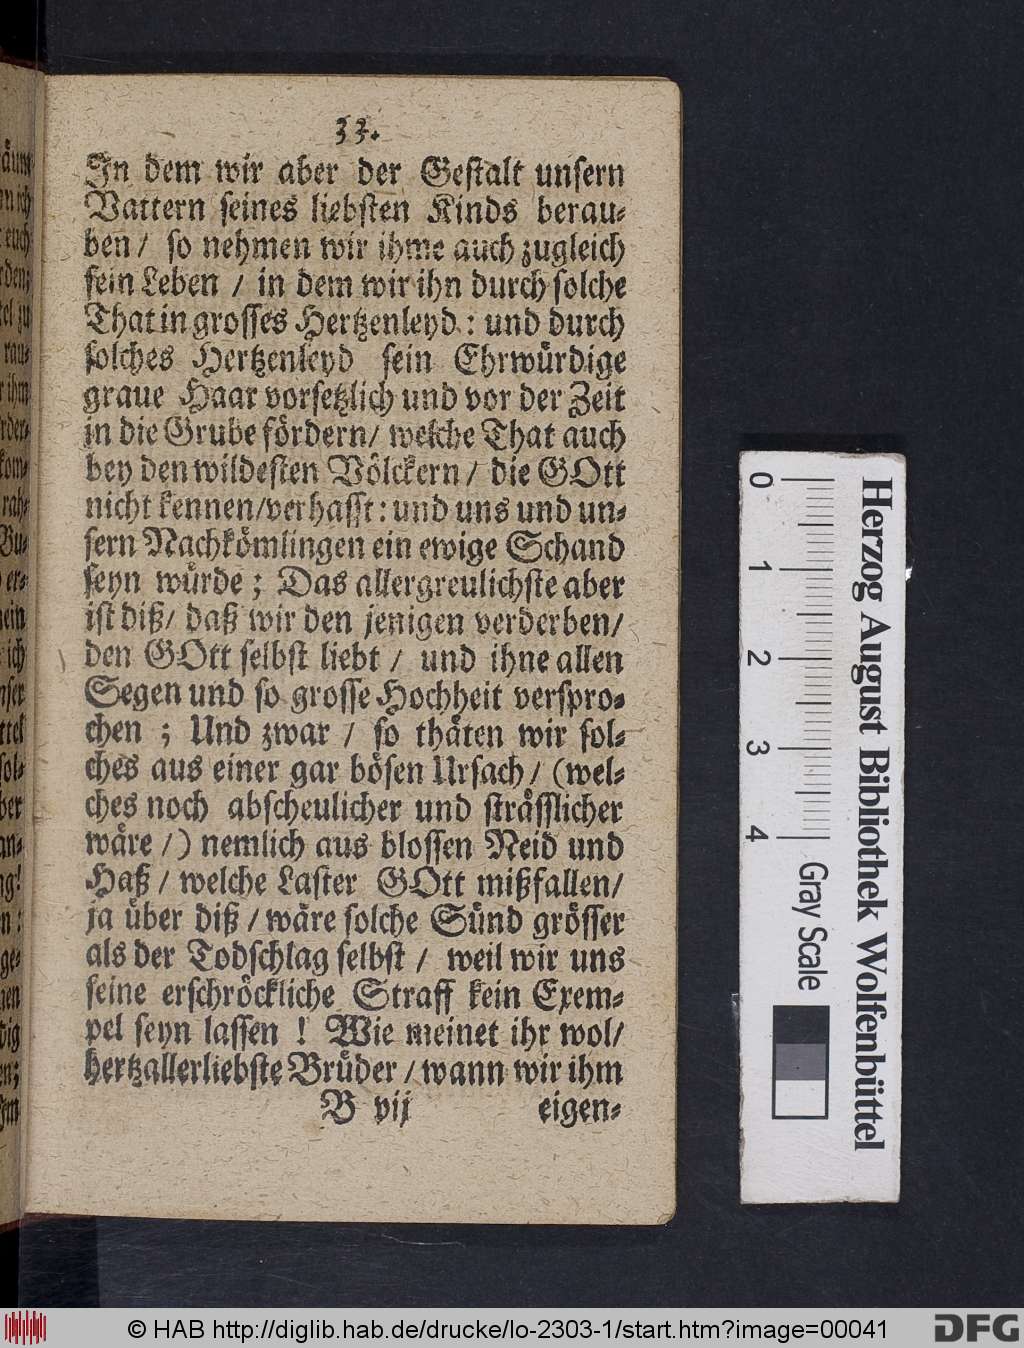 33.
In dem wir aber der Gestalt unsern
Vattern seines liebsten Kinds berau-
ben / so nehmen wir ihme auch zugleich
sein Leben / in dem wir ihn durch solche
That in grosses Hertzenleyd : und durch
solches Hertzenleyd sein Ehrwürdige
graue Haar vorsetzlich und vor der Zeit
in die Grube fördern / welche That auch
bey den wildesten Völckern / die GOtt
nicht kennen / verhasst : und uns und un-
sern Nachkömlingen ein ewige Schand
seyn würde ; Das allergreulichste aber
ist diß / daß wir den jenigen verderben /
den GOtt selbst liebt / und ihne allen
Segen und so grosse Hochheit verspro-
chen ; Und zwar / so thäten wir sol-
ches aus einer gar bösen Ursach / (wel-
ches noch abscheulicher und strässlicher
wäre /) nemlich aus blossen Neid und
Haß / welche Laster GOtt mißfallen /
ja über diß / wäre solche Sünd grösser
als der Todschlag selbst / weil wir uns
seine erschröckliche Straff kein Exem-
pel seyn lassen ! Wie meinet ihr wol /
hertzallerliebste Brüder / wann wir ihm
B vij eigen-
0 1 2 3 4
Gray Scale
Herzog August Bibliothek Wolfenbüttel
© HAB http://diglib.hab.de/drucke/lo-2303-1/start.htm?image=00041
DFG